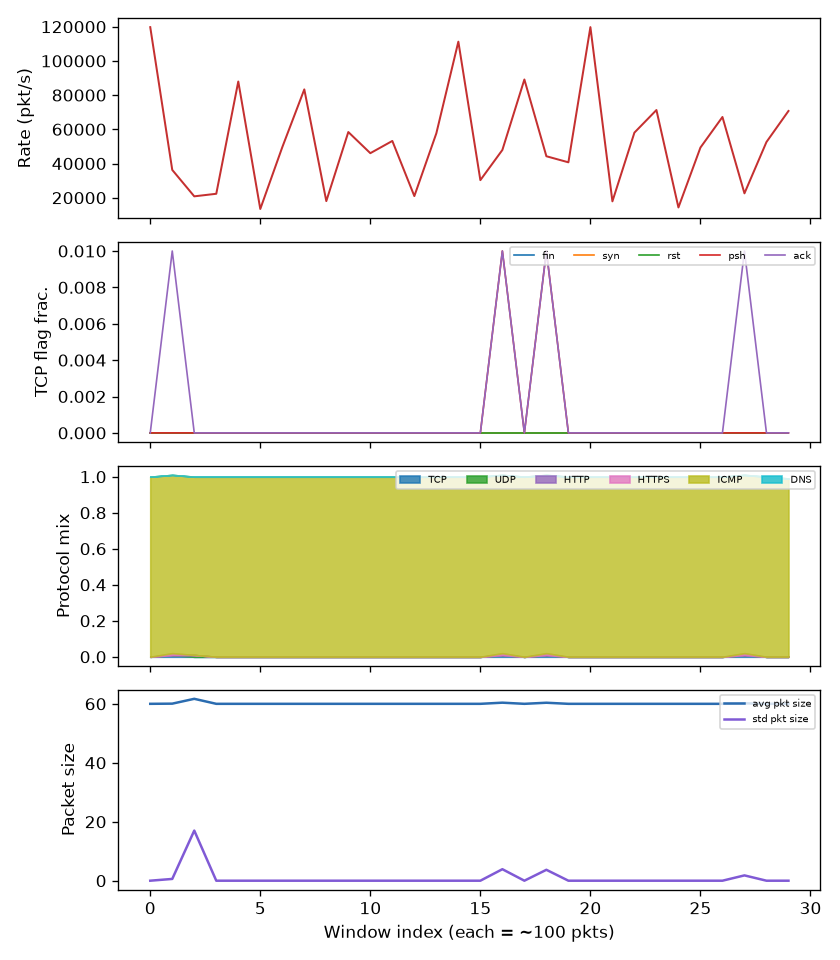 120000
100000
80000
60000
40000
20000
Rate (pkt/s)
0.010
0.008
0.006
0.004
0.002
0.000
TCP flag frac.
fin syn rst psh ack
1.0
0.8
0.6
0.4
0.2
0.0
Protocol mix
TCP UDP HTTP HTTPS ICMP DNS
60
40
20
0
Packet size
avg pkt size
std pkt size
0 5 10 15 20 25 30
Window index (each = ~100 pkts)